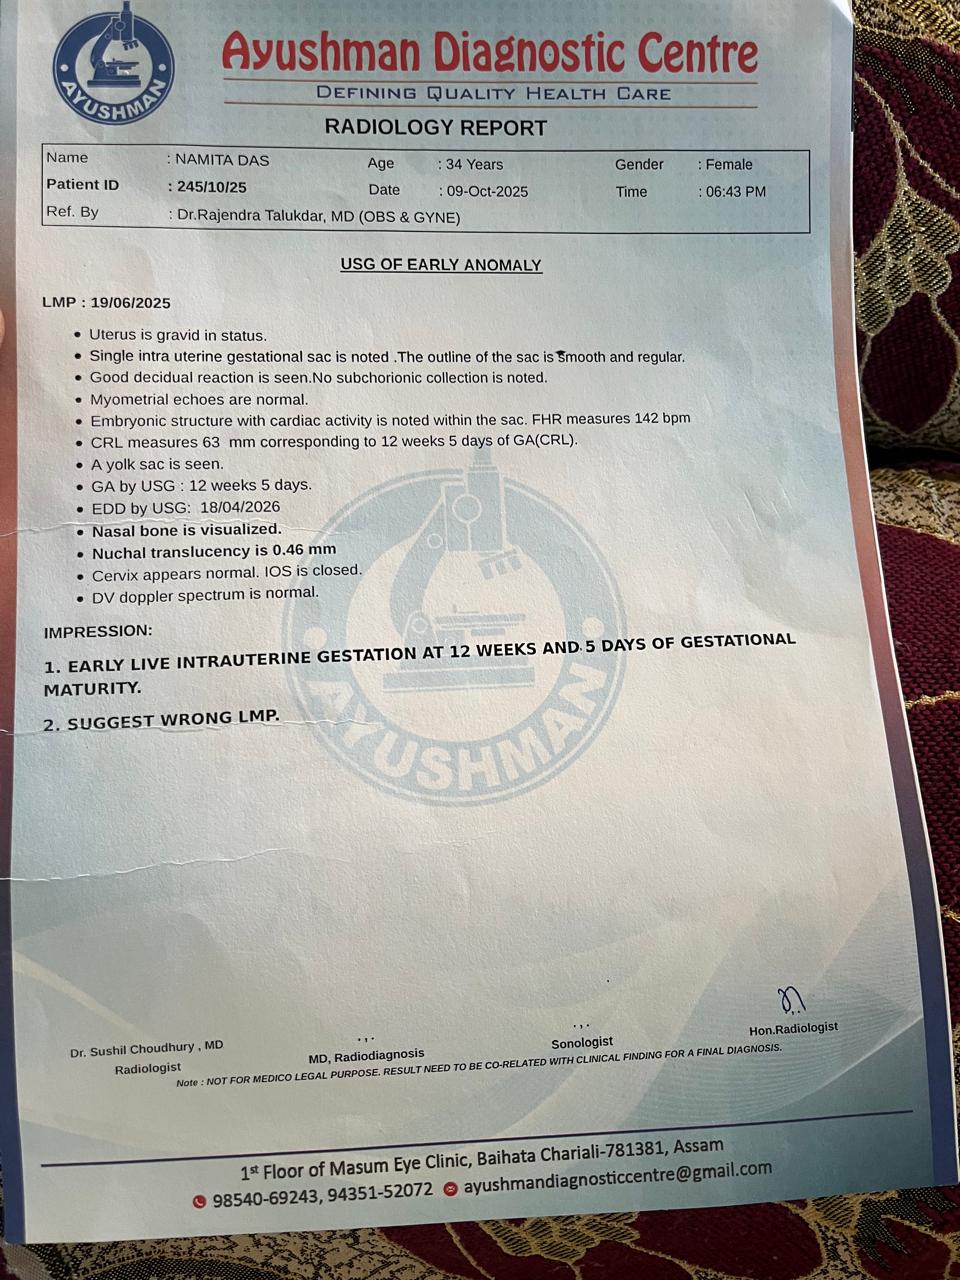 AYUSHMAN
Ayushman Diagnostic Centre
DEFINING QUALITY HEALTH CARE
RADIOLOGY REPORT
Name : NAMITA DAS Age : 34 Years Gender : Female
Patient ID : 245/10/25 Date : 09-Oct-2025 Time : 06:43 PM
Ref. By : Dr.Rajendra Talukdar, MD (OBS & GYNE)
USG OF EARLY ANOMALY
LMP : 19/06/2025
• Uterus is gravid in status.
• Single intra uterine gestational sac is noted .The outline of the sac is smooth and regular.
• Good decidual reaction is seen.No subchorionic collection is noted.
• Myometrial echoes are normal.
• Embryonic structure with cardiac activity is noted within the sac. FHR measures 142 bpm
• CRL measures 63 mm corresponding to 12 weeks 5 days of GA(CRL).
• A yolk sac is seen.
• GA by USG : 12 weeks 5 days.
• EDD by USG: 18/04/2026
• Nasal bone is visualized.
• Nuchal translucency is 0.46 mm
• Cervix appears normal. IOS is closed.
• DV doppler spectrum is normal.
IMPRESSION:
1. EARLY LIVE INTRAUTERINE GESTATION AT 12 WEEKS AND 5 DAYS OF GESTATIONAL
MATURITY.
2. SUGGEST WRONG LMP.
AYUSHMAN
Dr. Sushil Choudhury , MD
Radiologist
. , .
MD, Radiodiagnosis
. , .
Sonologist
Hon.Radiologist
Note : NOT FOR MEDICO LEGAL PURPOSE. RESULT NEED TO BE CO-RELATED WITH CLINICAL FINDING FOR A FINAL DIAGNOSIS.
1st Floor of Masum Eye Clinic, Baihata Chariali-781381, Assam
98540-69243, 94351-52072 ayushmandiagnosticcentre@gmail.com